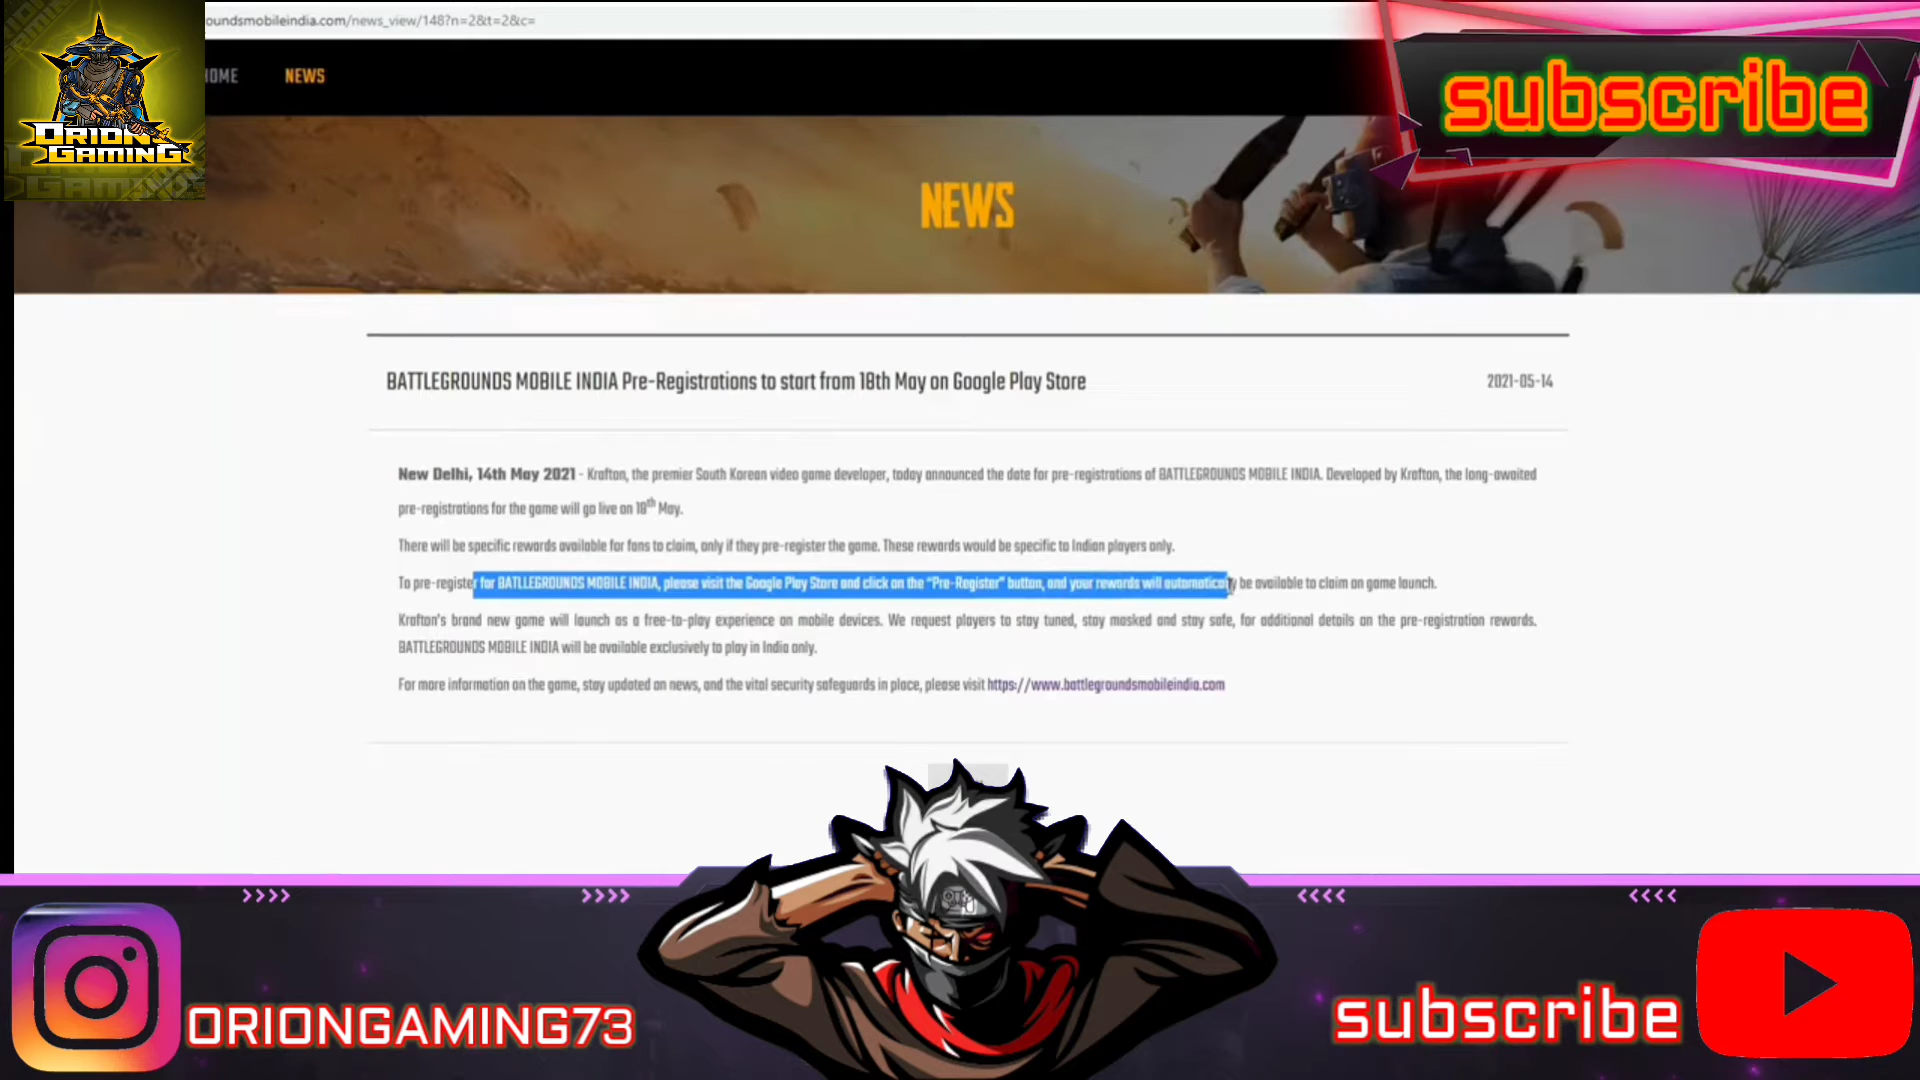 oundsmobileindia.com/news_view/148?n=2&t=2&c=
HOME NEWS
ORION
GAMING
subscribe
NEWS
BATTLEGROUNDS MOBILE INDIA Pre-Registrations to start from 18th May on Google Play Store 2021-05-14
New Delhi, 14th May 2021 - Krafton, the premier South Korean video game developer, today announced the date for pre-registrations of BATTLEGROUNDS MOBILE INDIA. Developed by Krafton, the long-awaited
pre-registrations for the game will go live on 18th May.
There will be specific rewards available for fans to claim, only if they pre-register the game. These rewards would be specific to Indian players only.
To pre-register for BATLLEGROUNDS MOBILE INDIA, please visit the Google Play Store and click on the “Pre-Register” button, and your rewards will automatically be available to claim on game launch.
Krafton's brand new game will launch as a free-to-play experience on mobile devices. We request players to stay tuned, stay masked and stay safe, for additional details on the pre-registration rewards.
BATTLEGROUNDS MOBILE INDIA will be available exclusively to play in India only.
For more information on the game, stay updated on news, and the vital security safeguards in place, please visit https://www.battlegroundsmobileindia.com
ORIONGAMING73
subscribe